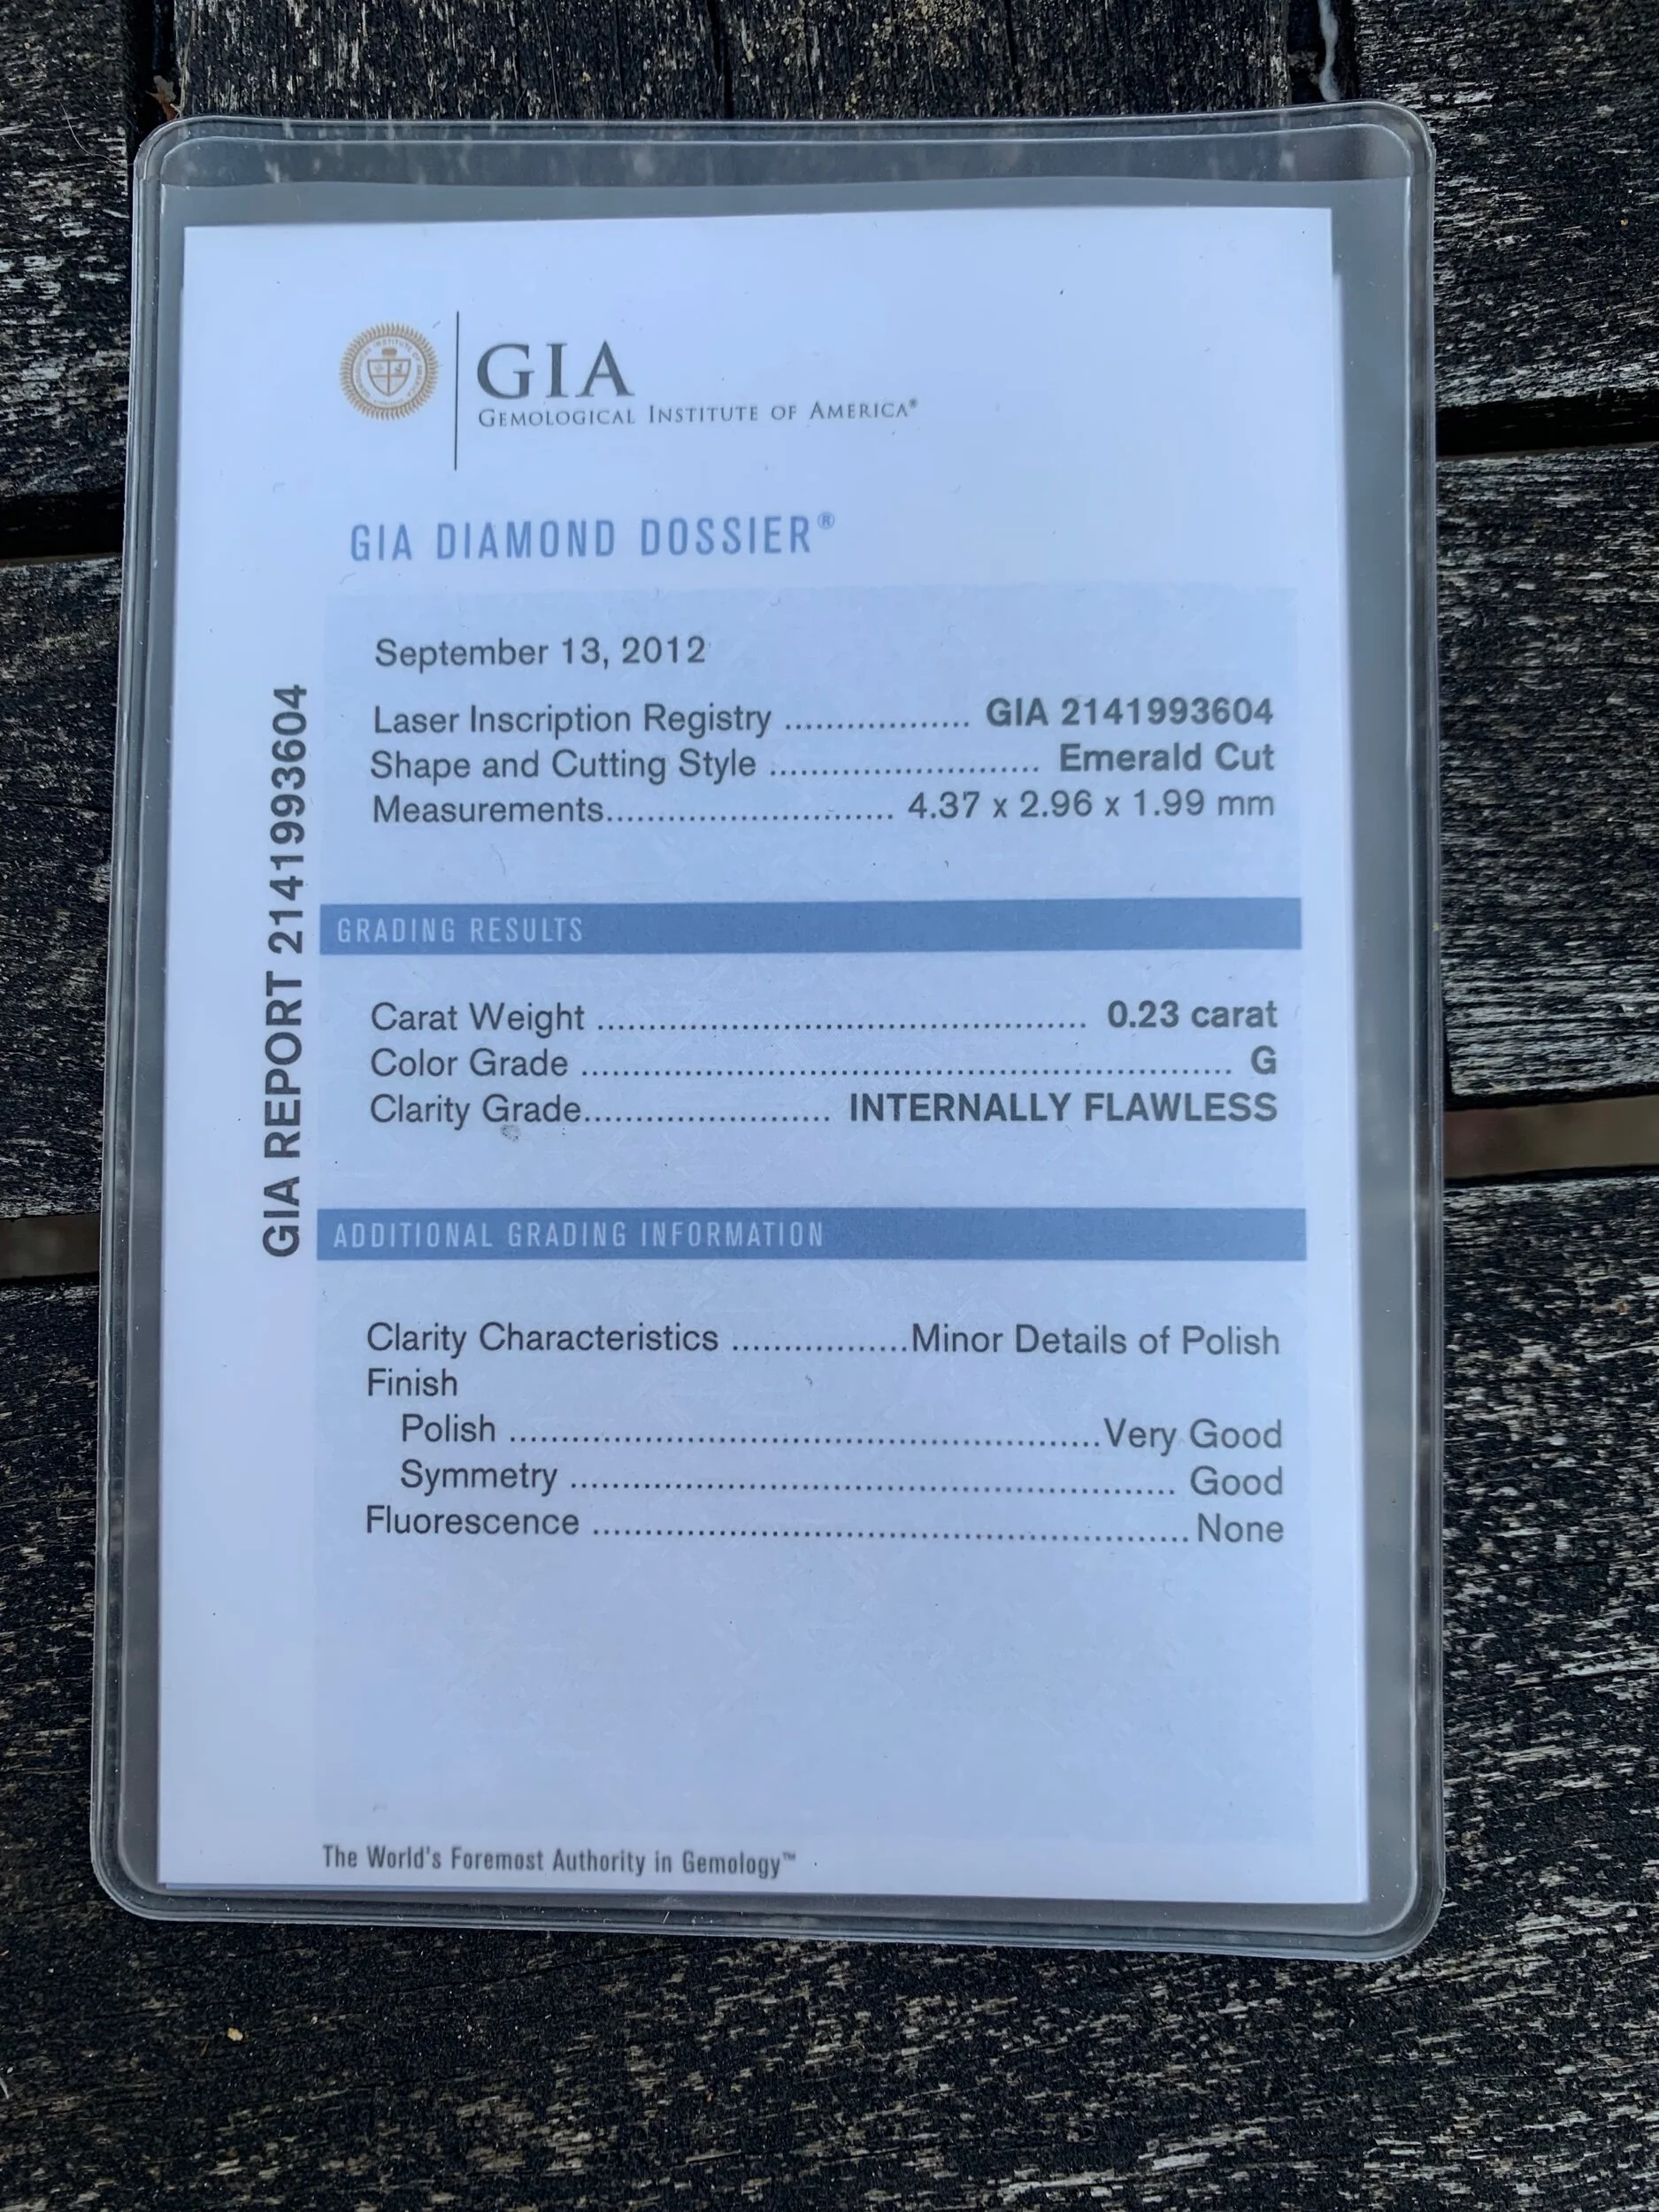 GIA
GEMOLOGICAL INSTITUTE OF AMERICA®
GIA DIAMOND DOSSIER®
September 13, 2012
Laser Inscription Registry .................. GIA 2141993604
Shape and Cutting Style .......................... Emerald Cut
Measurements............................ 4.37 x 2.96 x 1.99 mm
GIA REPORT 2141993604
GRADING RESULTS
Carat Weight ................................................ 0.23 carat
Color Grade ................................................................ G
Clarity Grade........................ INTERNALLY FLAWLESS
ADDITIONAL GRADING INFORMATION
Clarity Characteristics .................Minor Details of Polish
Finish
Polish ..........................................................Very Good
Symmetry ........................................................... Good
Fluorescence ..........................................................None
The World's Foremost Authority in Gemology™